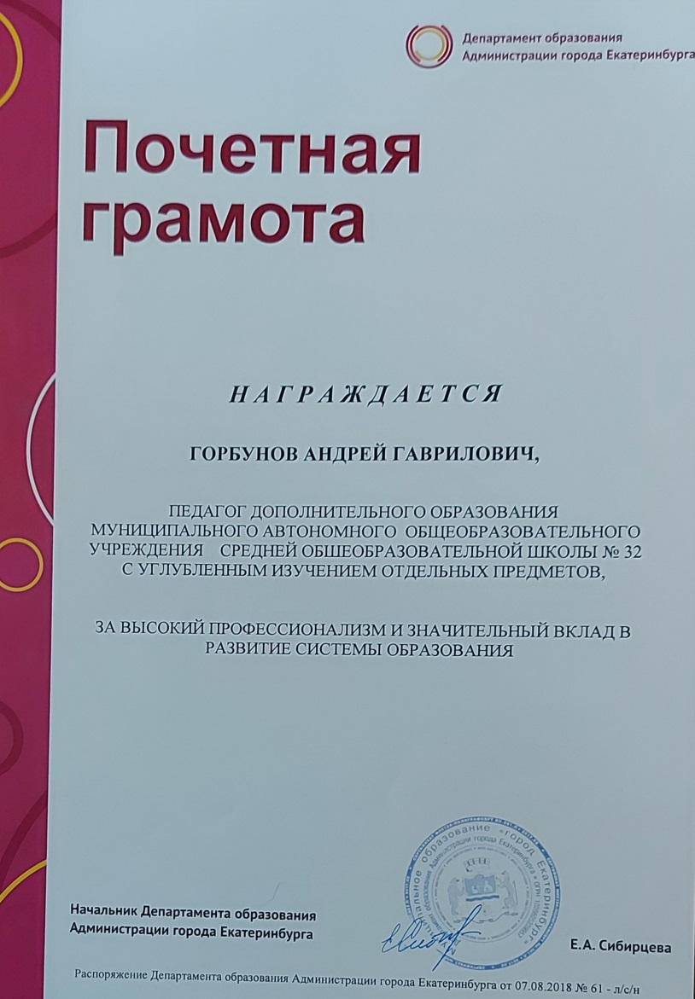 Департамент образования
Администрации города Екатеринбурга
Почетная
грамота
НАГРАЖДАЕТСЯ
ГОРБУНОВ АНДРЕЙ ГАВРИЛОВИЧ,
ПЕДАГОГ ДОПОЛНИТЕЛЬНОГО ОБРАЗОВАНИЯ
МУНИЦИПАЛЬНОГО АВТОНОМНОГО ОБЩЕОБРАЗОВАТЕЛЬНОГО
УЧРЕЖДЕНИЯ СРЕДНЕЙ ОБШЕОБРАЗОВАТЕЛЬНОЙ ШКОЛЫ № 32
С УГЛУБЛЕННЫМ ИЗУЧЕНИЕМ ОТДЕЛЬНЫХ ПРЕДМЕТОВ,
ЗА ВЫСОКИЙ ПРОФЕССИОНАЛИЗМ И ЗНАЧИТЕЛЬНЫЙ ВКЛАД В
РАЗВИТИЕ СИСТЕМЫ ОБРАЗОВАНИЯ
образование «город Екатеринбург»
образования Администрации города Екатеринбурга
Начальник Департамента образования
Администрации города Екатеринбурга
Е.А. Сибирцева
Распоряжение Департамента образования Администрации города Екатеринбурга от 07.08.2018 № 61 - л/с/н